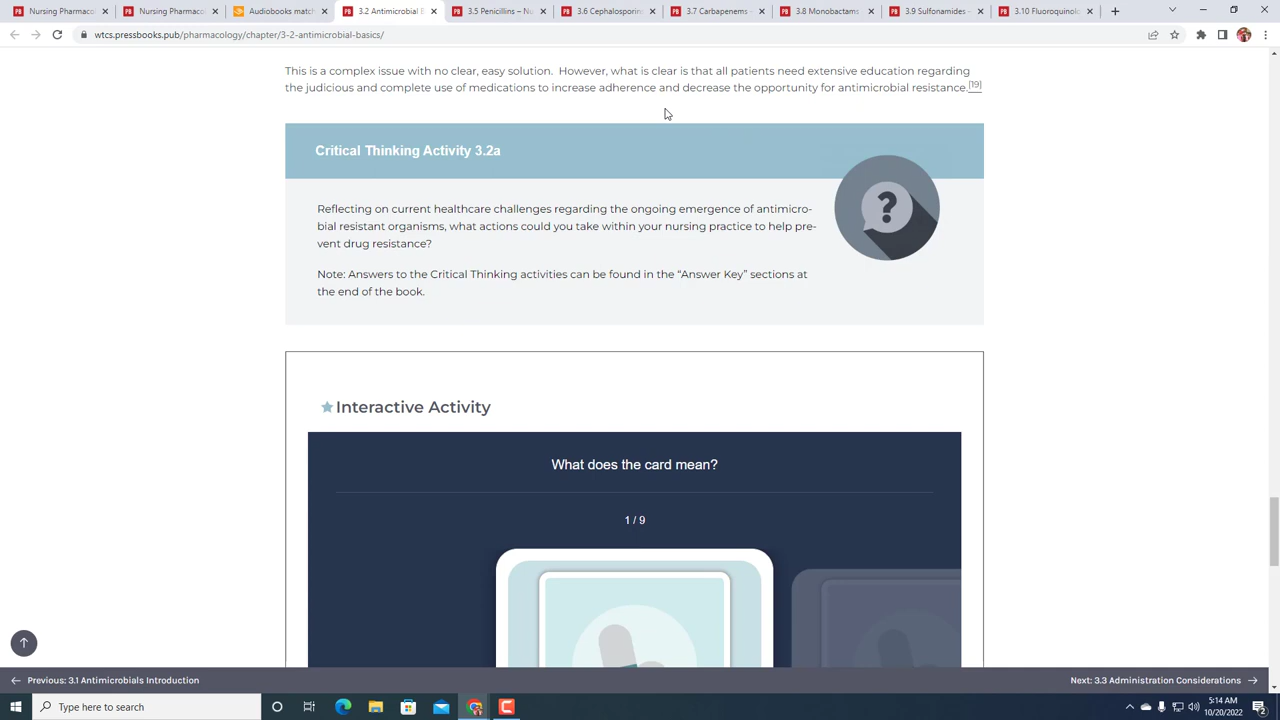 Nursing Pharmacol
Nursing Pharmacol
Audiobooks match
3.2 Antimicrobial B
3.5 Penicillins – Nu
3.6 Cephalosporins
3.7 Carbapenems –
3.8 Monobactams
3.9 Sulfonamides –
3.10 Fluoroquinolo
wtcs.pressbooks.pub/pharmacology/chapter/3-2-antimicrobial-basics/
This is a complex issue with no clear, easy solution. However, what is clear is that all patients need extensive education regarding
the judicious and complete use of medications to increase adherence and decrease the opportunity for antimicrobial resistance.[19]
Critical Thinking Activity 3.2a
Reflecting on current healthcare challenges regarding the ongoing emergence of antimicro-
bial resistant organisms, what actions could you take within your nursing practice to help pre-
vent drug resistance?
Note: Answers to the Critical Thinking activities can be found in the “Answer Key” sections at
the end of the book.
Interactive Activity
What does the card mean?
1 / 9
Previous: 3.1 Antimicrobials Introduction
Next: 3.3 Administration Considerations
Type here to search
5:14 AM
10/20/2022
2